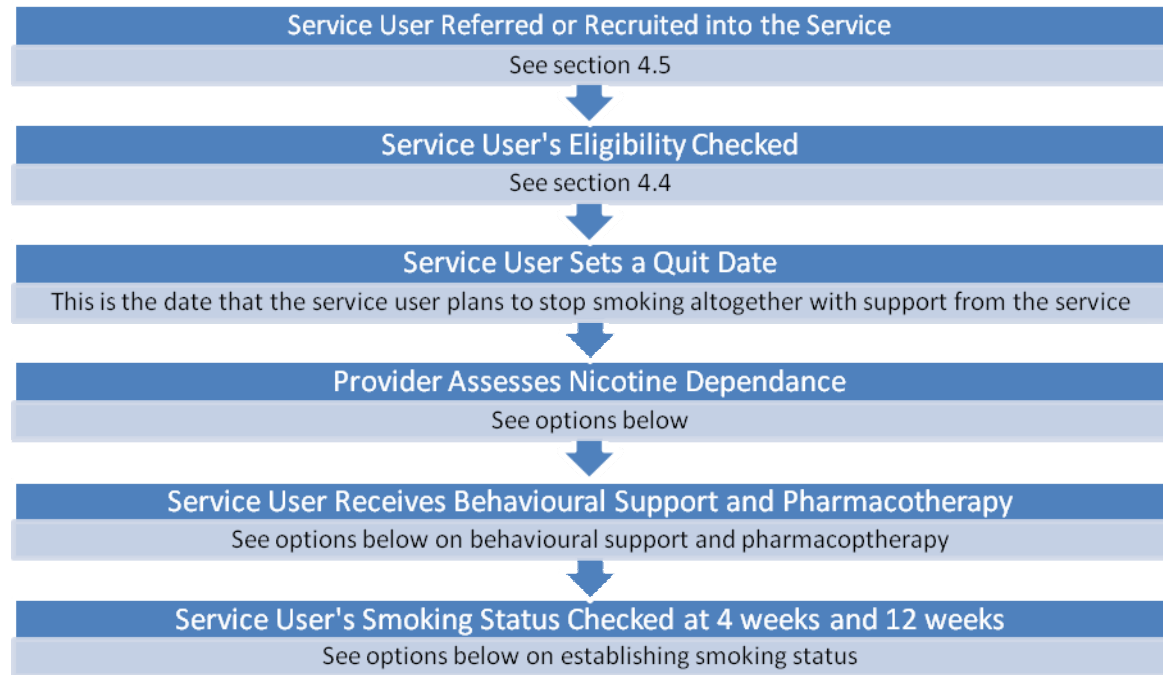 Service User Referred or Recruited into the Service
See section 4.5
Service User's Eligibility Checked
See section 4.4
Service User Sets a Quit Date
This is the date that the service user plans to stop smoking altogether with support from the service
Provider Assesses Nicotine Dependance
See options below
Service User Receives Behavioural Support and Pharmacotherapy
See options below on behavioural support and pharmacoptherapy
Service User's Smoking Status Checked at 4 weeks and 12 weeks
See options below on establishing smoking status